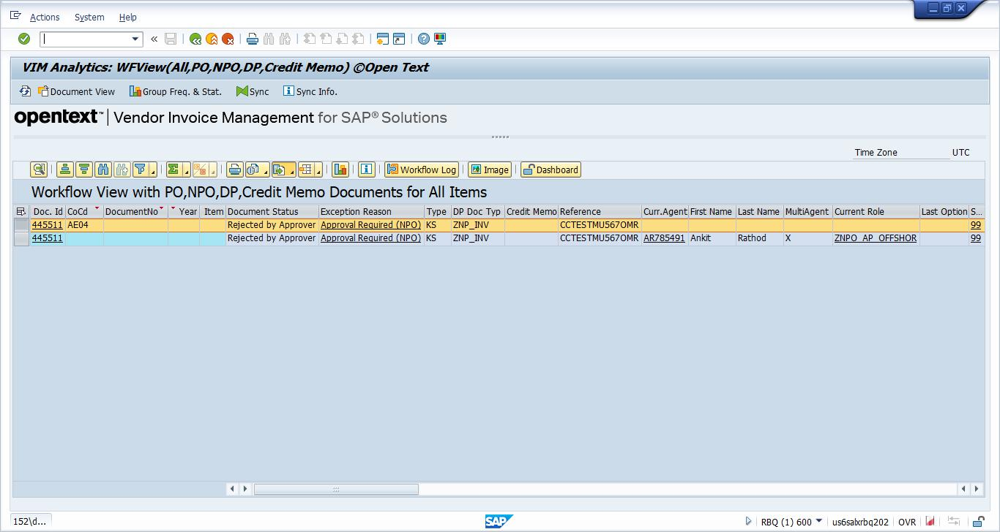 Actions System Help
VIM Analytics: WFView(All,PO,NPO,DP,Credit Memo) ©Open Text
Document View Group Freq. & Stat. Sync Sync Info.
opentext™ | Vendor Invoice Management for SAP® Solutions
Time Zone UTC
Workflow Log Image Dashboard
Workflow View with PO,NPO,DP,Credit Memo Documents for All Items
Doc. Id CoCd DocumentNo Year Item Document Status Exception Reason Type DP Doc Typ Credit Memo Reference Curr.Agent First Name Last Name MultiAgent Current Role Last Option S...
445511 AE04 Rejected by Approver Approval Required (NPO) KS ZNP_INV CCTESTMU567OMR 99
445511 Rejected by Approver Approval Required (NPO) KS ZNP_INV CCTESTMU567OMR AR785491 Ankit Rathod X ZNPO_AP_OFFSHOR 99
152\d... SAP RBQ (1) 600 us6salxrbq202 OVR